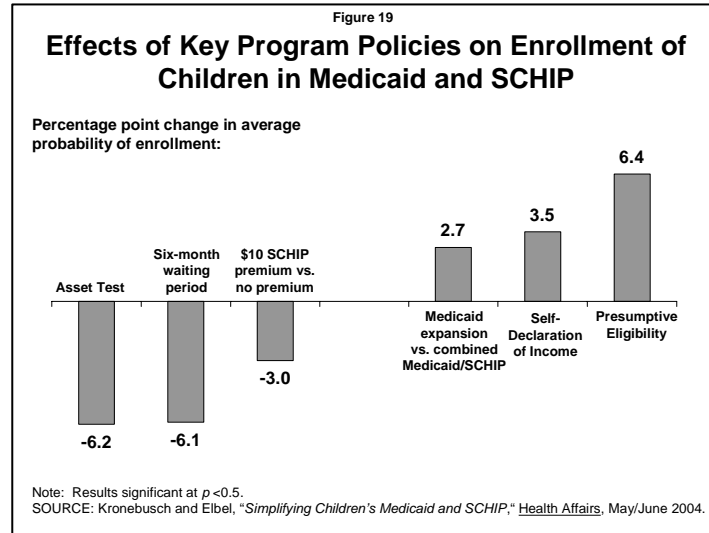 Figure 19
Effects of Key Program Policies on Enrollment of
Children in Medicaid and SCHIP
Percentage point change in average
probability of enrollment:
Asset Test
-6.2
Six-month
waiting
period
-6.1
$10 SCHIP
premium vs.
no premium
-3.0
2.7
Medicaid
expansion
vs. combined
Medicaid/SCHIP
3.5
Self-
Declaration
of Income
6.4
Presumptive
Eligibility
Note: Results significant at p <0.5.
SOURCE: Kronebusch and Elbel, “Simplifying Children’s Medicaid and SCHIP,“ Health Affairs, May/June 2004.